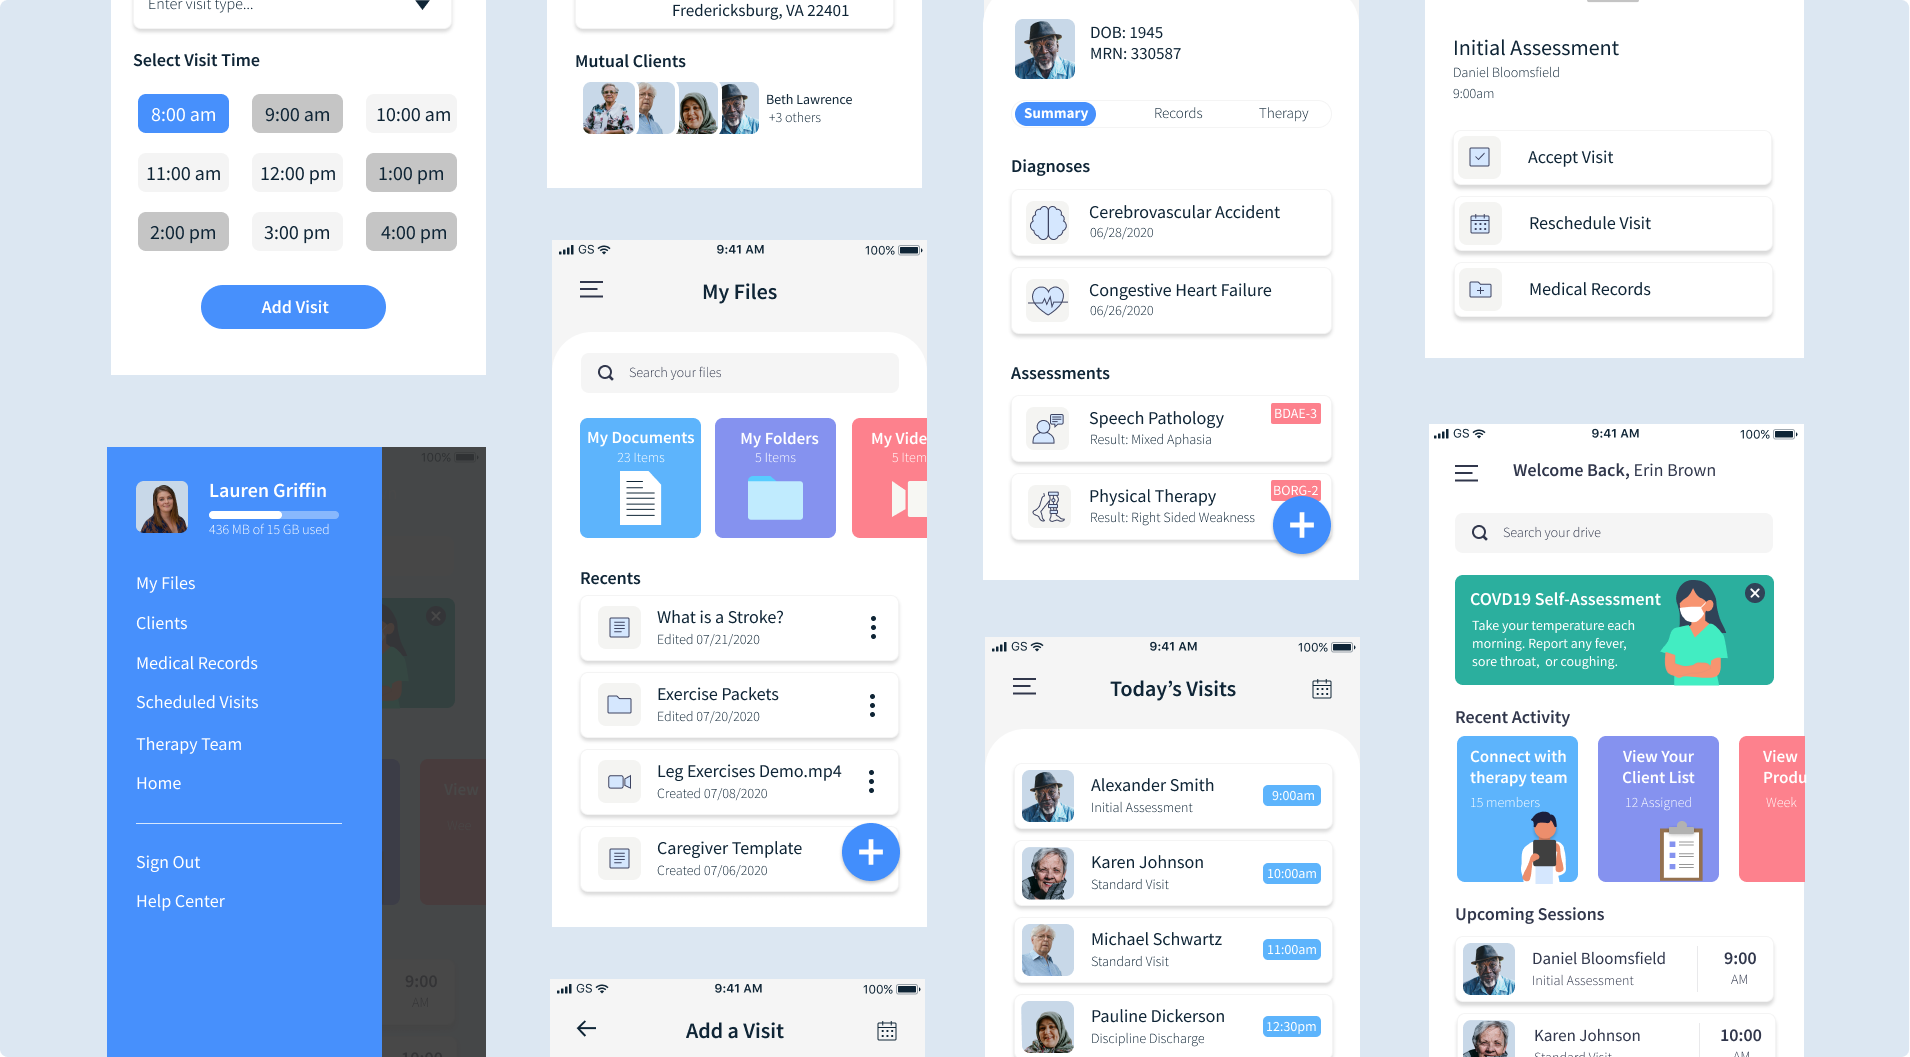 Enter visit type...
Select Visit Time
8:00 am
9:00 am
10:00 am
11:00 am
12:00 pm
1:00 pm
2:00 pm
3:00 pm
4:00 pm
Add Visit
100%
Lauren Griffin
436 MB of 15 GB used
My Files
Clients
Medical Records
Scheduled Visits
Therapy Team
Home
Sign Out
Help Center
View
9:00
AM
10:00
Fredericksburg, VA 22401
Mutual Clients
Beth Lawrence
+3 others
GS
9:41 AM
100%
My Files
Search your files
My Documents
23 Items
My Folders
5 Items
My Vide
5 Item
Recents
What is a Stroke?
Edited 07/21/2020
Exercise Packets
Edited 07/20/2020
Leg Exercises Demo.mp4
Created 07/08/2020
Caregiver Template
Created 07/06/2020
GS
9:41 AM
100%
Add a Visit
DOB: 1945
MRN: 330587
Summary
Records
Therapy
Diagnoses
Cerebrovascular Accident
06/28/2020
Congestive Heart Failure
06/26/2020
Assessments
Speech Pathology
BDAE-3
Result: Mixed Aphasia
Physical Therapy
BORG-2
Result: Right Sided Weakness
GS
9:41 AM
100%
Today’s Visits
Alexander Smith
Initial Assessment
9:00am
Karen Johnson
Standard Visit
10:00am
Michael Schwartz
Standard Visit
11:00am
Pauline Dickerson
Discipline Discharge
12:30pm
Initial Assessment
Daniel Bloomsfield
9:00am
Accept Visit
Reschedule Visit
Medical Records
GS
9:41 AM
100%
Welcome Back, Erin Brown
Search your drive
COVD19 Self-Assessment
Take your temperature each
morning. Report any fever,
sore throat, or coughing.
Recent Activity
Connect with
therapy team
15 members
View Your
Client List
12 Assigned
View
Produ
Week
Upcoming Sessions
Daniel Bloomsfield
Initial Assessment
9:00
AM
Karen Johnson
Standard Visit
10:00
AM